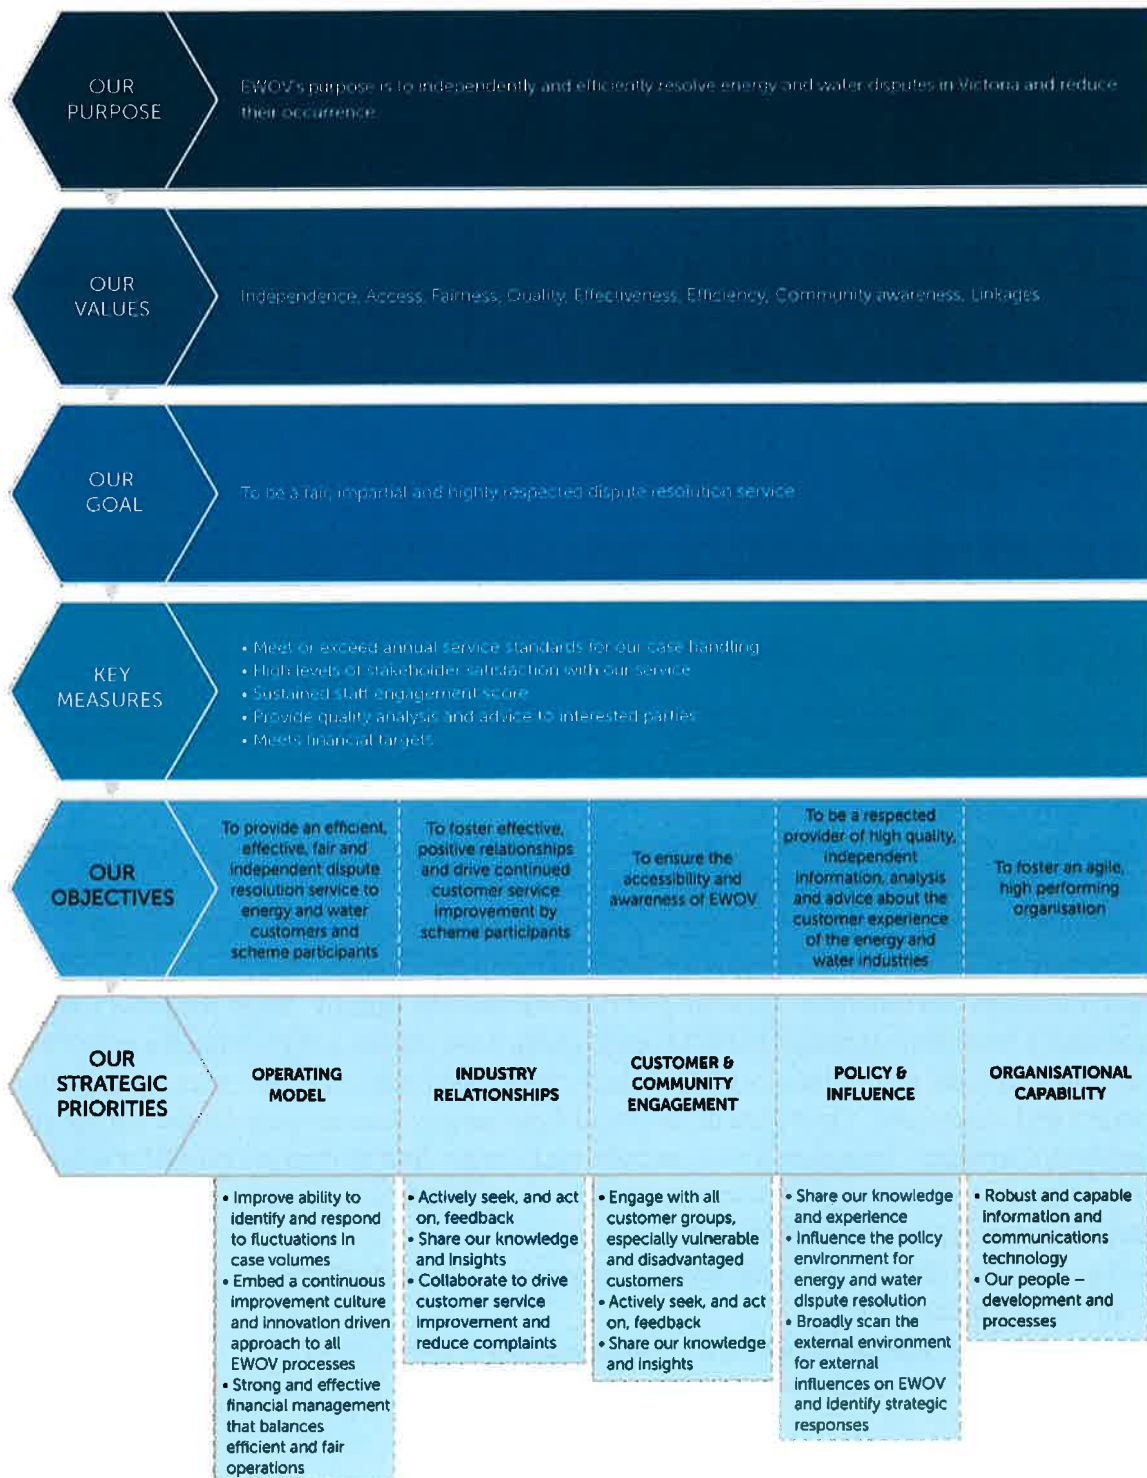 OUR
PURPOSE
EWOV's purpose is to independently and efficiently resolve energy and water disputes in Victoria and reduce
their occurrence
OUR
VALUES
Independence, Access, Fairness, Quality, Effectiveness, Efficiency, Community awareness, Linkages
OUR
GOAL
To be a fair, impartial and highly respected dispute resolution service
KEY
MEASURES
• Meet or exceed annual service standards for our case handling
• High levels of stakeholder satisfaction with our service
• Sustained staff engagement score
• Provide quality analysis and advice to interested parties
• Meets financial targets
OUR
OBJECTIVES
To provide an efficient,
effective, fair and
independent dispute
resolution service to
energy and water
customers and
scheme participants
To foster effective,
positive relationships
and drive continued
customer service
improvement by
scheme participants
To ensure the
accessibility and
awareness of EWOV
To be a respected
provider of high quality,
independent
information, analysis
and advice about the
customer experience
of the energy and
water industries
To foster an agile,
high performing
organisation
OUR
STRATEGIC
PRIORITIES
OPERATING
MODEL
INDUSTRY
RELATIONSHIPS
CUSTOMER &
COMMUNITY
ENGAGEMENT
POLICY &
INFLUENCE
ORGANISATIONAL
CAPABILITY
• Improve ability to
identify and respond
to fluctuations in
case volumes
• Embed a continuous
improvement culture
and innovation driven
approach to all
EWOV processes
• Strong and effective
financial management
that balances
efficient and fair
operations
• Actively seek, and act
on, feedback
• Share our knowledge
and insights
• Collaborate to drive
customer service
improvement and
reduce complaints
• Engage with all
customer groups,
especially vulnerable
and disadvantaged
customers
• Actively seek, and act
on, feedback
• Share our knowledge
and insights
• Share our knowledge
and experience
• Influence the policy
environment for
energy and water
dispute resolution
• Broadly scan the
external environment
for external
influences on EWOV
and identify strategic
responses
• Robust and capable
information and
communications
technology
• Our people –
development and
processes